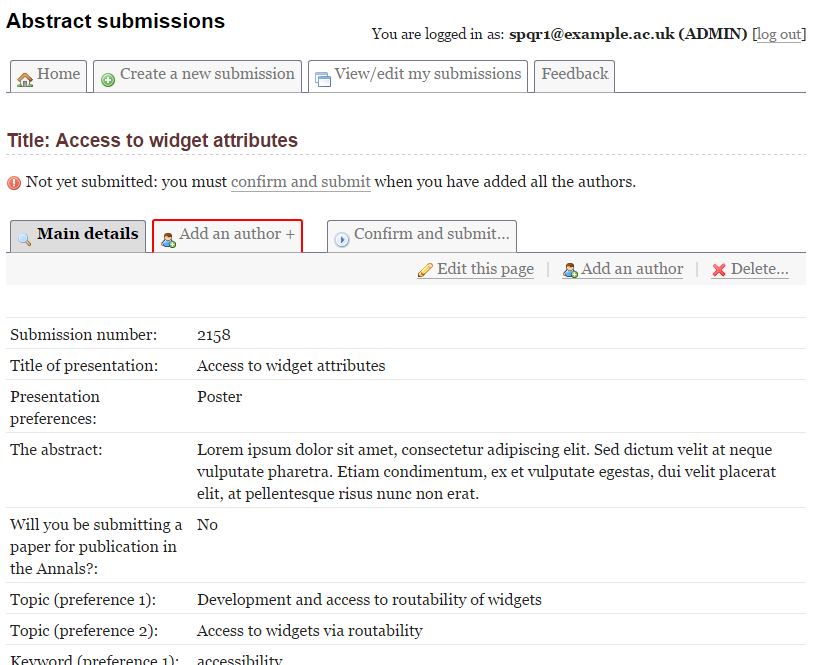 Abstract submissions
You are logged in as: spqr1@example.ac.uk (ADMIN) [log out]
Home Create a new submission View/edit my submissions Feedback
Title: Access to widget attributes
Not yet submitted: you must confirm and submit when you have added all the authors.
Main details Add an author + Confirm and submit...
Edit this page | Add an author | Delete...
Submission number: 2158
Title of presentation: Access to widget attributes
Presentation Poster
preferences:
The abstract: Lorem ipsum dolor sit amet, consectetur adipiscing elit. Sed dictum velit at neque
vulputate pharetra. Etiam condimentum, ex et vulputate egestas, dui velit placerat
elit, at pellentesque risus nunc non erat.
Will you be submitting a No
paper for publication in
the Annals?:
Topic (preference 1): Development and access to routability of widgets
Topic (preference 2): Access to widgets via routability
Keyword (preference 1): accessibility